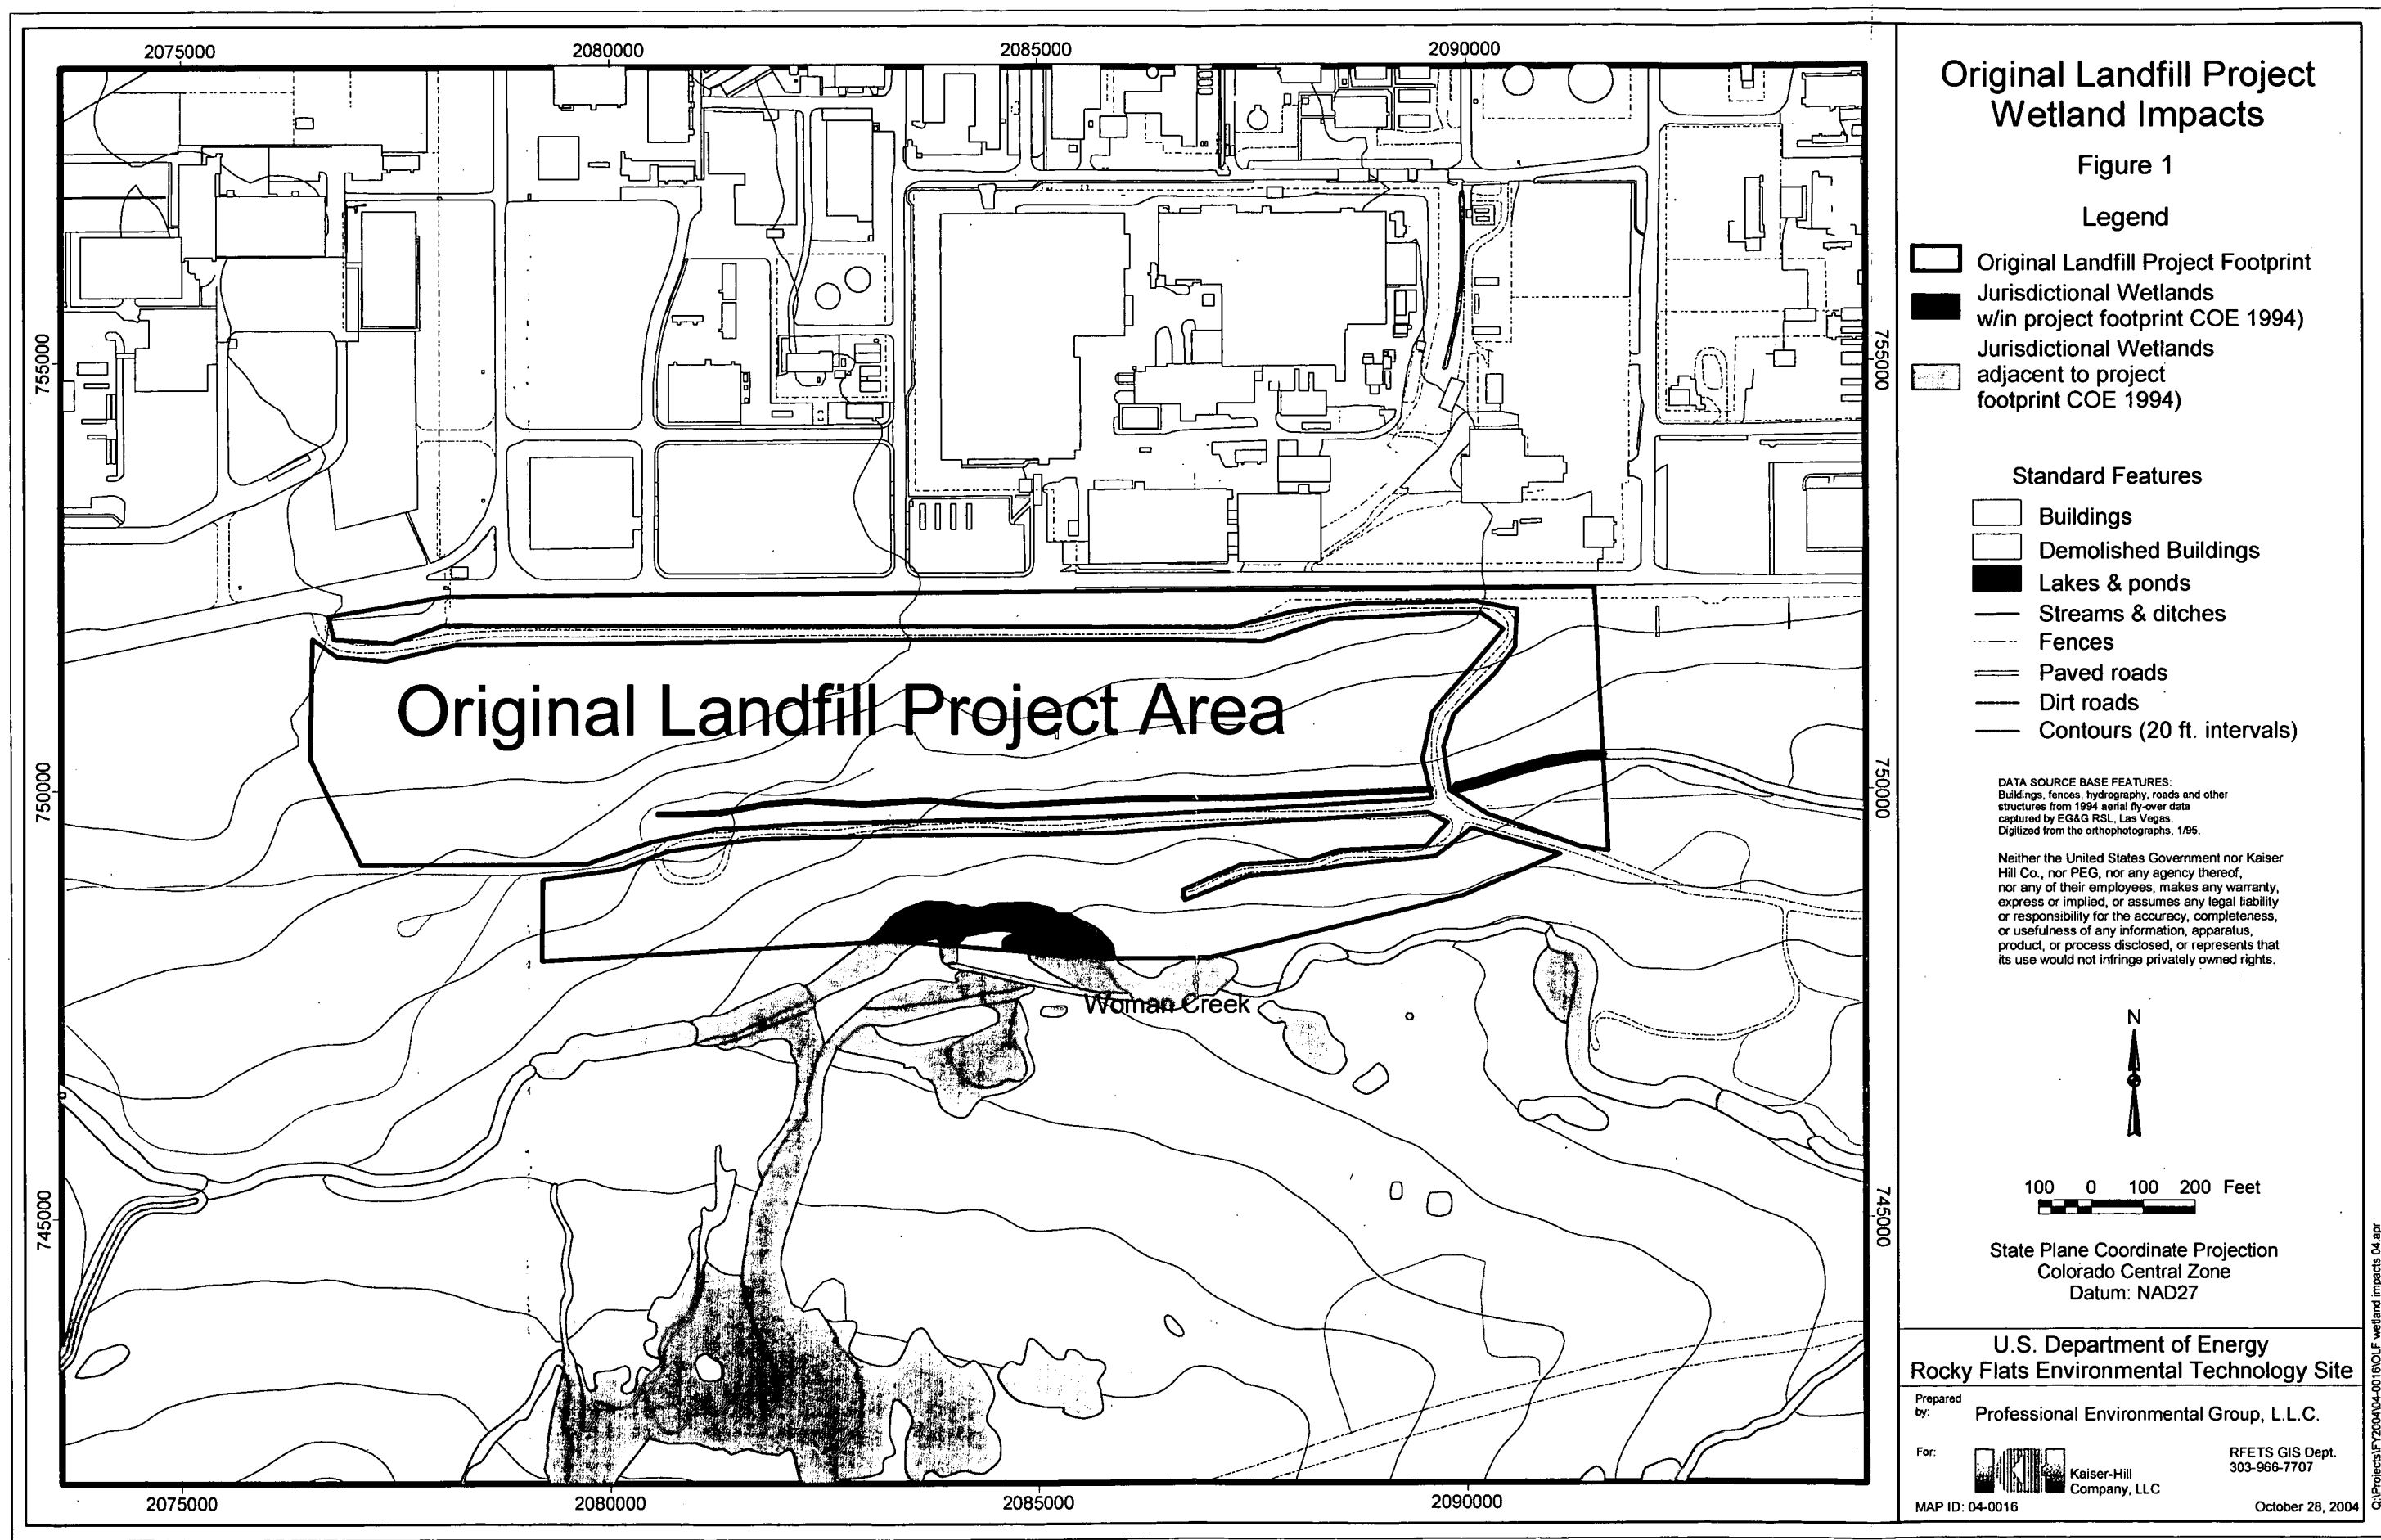 2075000 2080000 2085000 2090000
755000
750000
745000
755000
750000
745000
Original Landfill Project Area
Woman Creek
2075000 2080000 2085000 2090000
Original Landfill Project
Wetland Impacts
Figure 1
Legend
Original Landfill Project Footprint
Jurisdictional Wetlands
w/in project footprint COE 1994)
Jurisdictional Wetlands
adjacent to project
footprint COE 1994)
Standard Features
Buildings
Demolished Buildings
Lakes & ponds
Streams & ditches
Fences
Paved roads
Dirt roads
Contours (20 ft. intervals)
DATA SOURCE BASE FEATURES:
Buildings, fences, hydrography, roads and other
structures from 1994 aerial fly-over data
captured by EG&G RSL, Las Vegas.
Digitized from the orthophotographs, 1/95.
Neither the United States Government nor Kaiser
Hill Co., nor PEG, nor any agency thereof,
nor any of their employees, makes any warranty,
express or implied, or assumes any legal liability
or responsibility for the accuracy, completeness,
or usefulness of any information, apparatus,
product, or process disclosed, or represents that
its use would not infringe privately owned rights.
N
100 0 100 200 Feet
State Plane Coordinate Projection
Colorado Central Zone
Datum: NAD27
U.S. Department of Energy
Rocky Flats Environmental Technology Site
Prepared
by:
Professional Environmental Group, L.L.C.
For:
Kaiser-Hill
Company, LLC
RFETS GIS Dept.
303-966-7707
MAP ID: 04-0016
October 28, 2004
Q:\Projects\FY2004\04-0016\OLF wetland impacts 04.apr